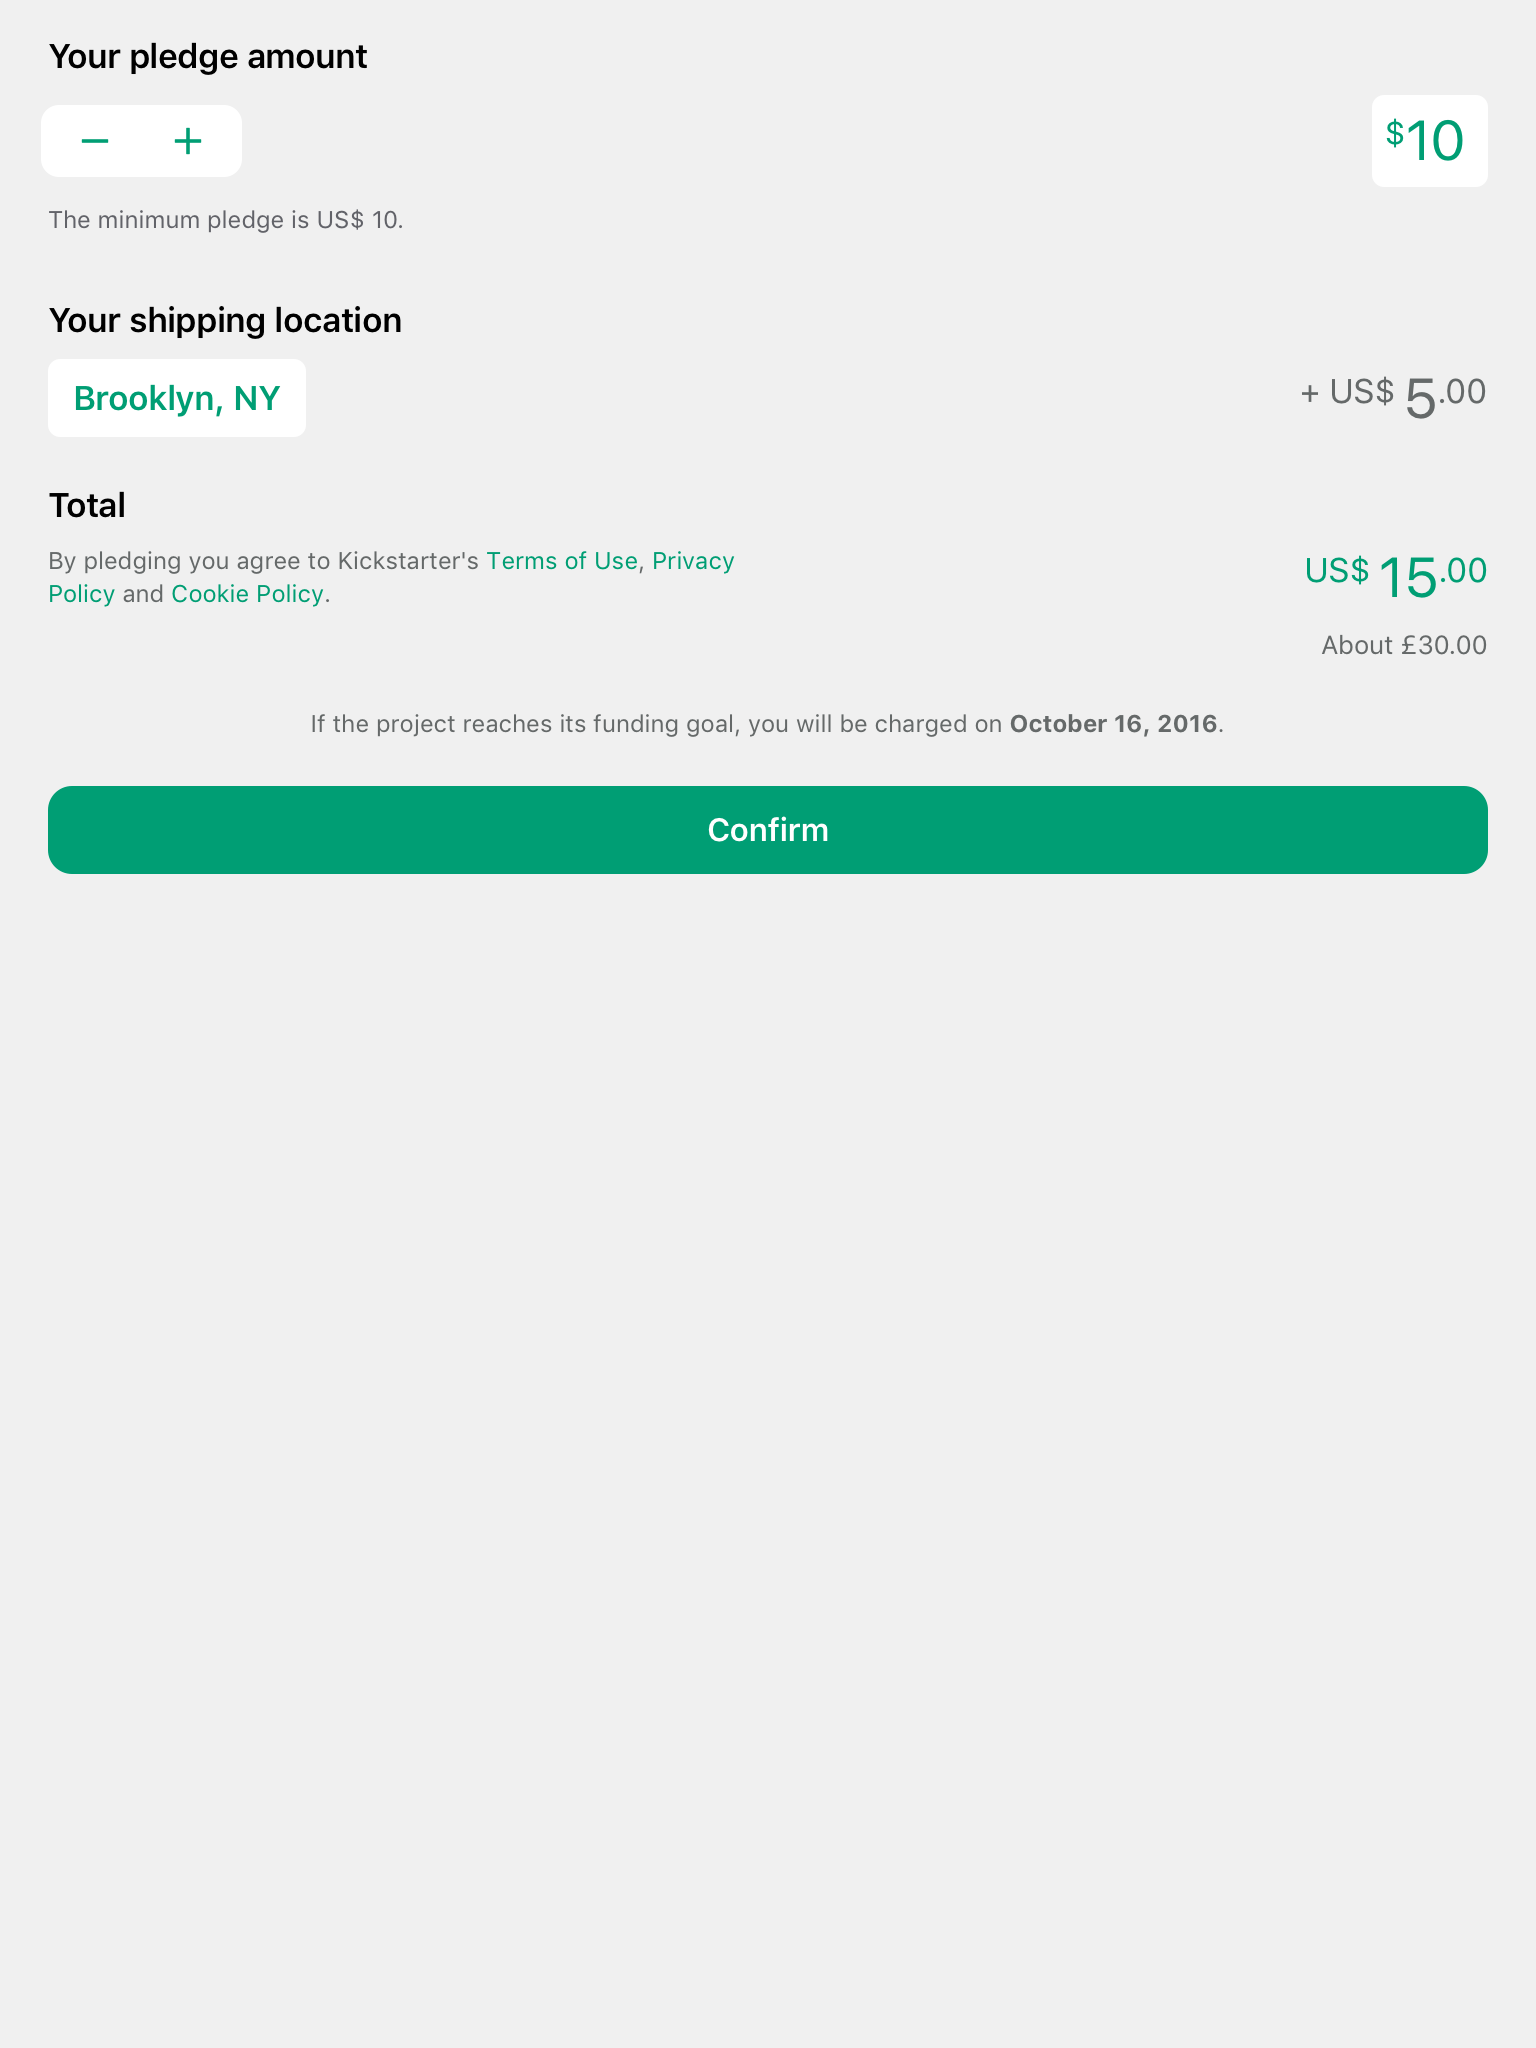 Your pledge amount
− +
$10
The minimum pledge is US$ 10.
Your shipping location
Brooklyn, NY
+ US$ 5.00
Total
By pledging you agree to Kickstarter's Terms of Use, Privacy
Policy and Cookie Policy.
US$ 15.00
About £30.00
If the project reaches its funding goal, you will be charged on October 16, 2016.
Confirm